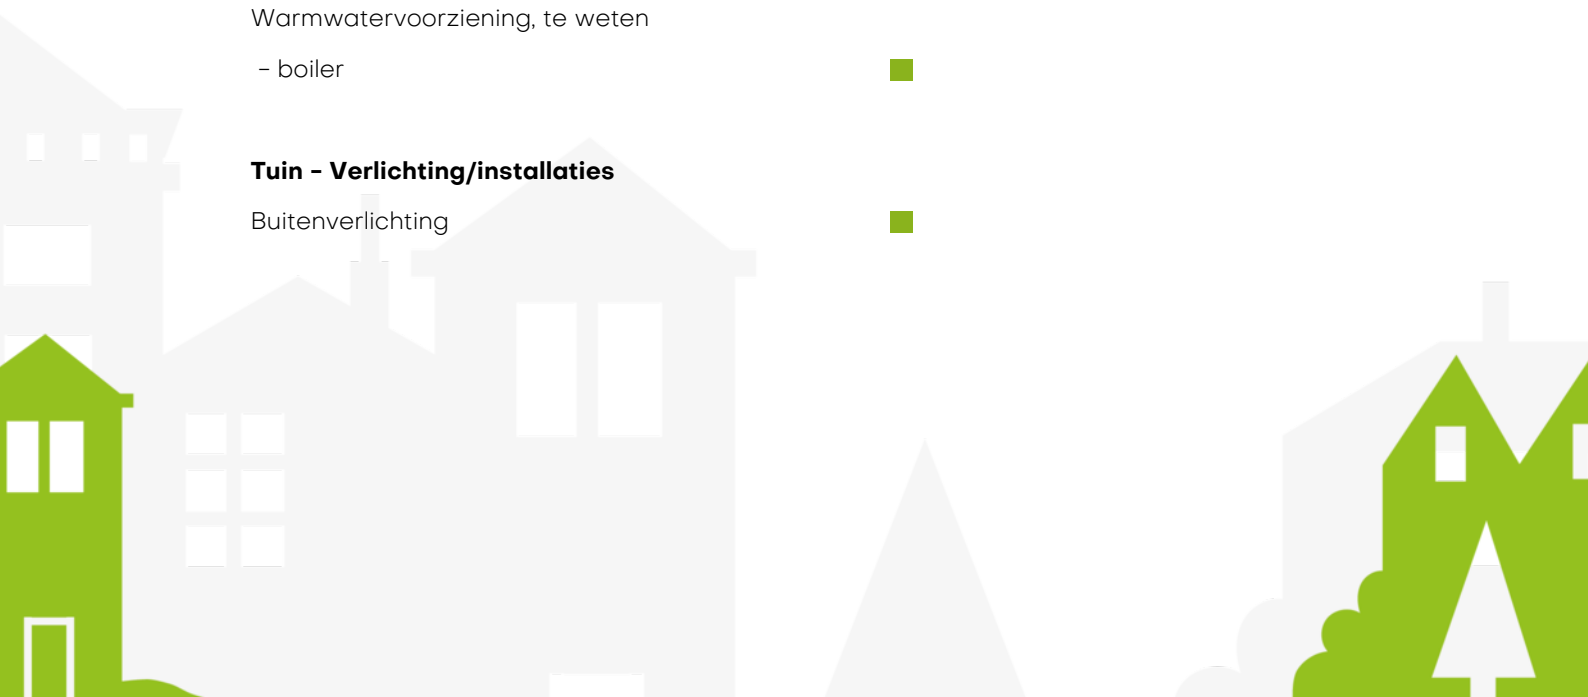 Warmwatervoorziening, te weten
- boiler
Tuin - Verlichting/installaties
Buitenverlichting